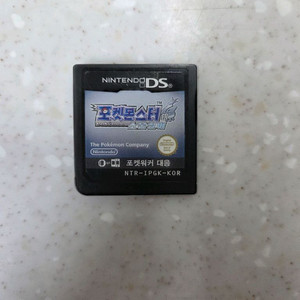 NINTENDO DS
포켓몬스터
The Pokémon Company
Nintendo
포켓워커 대응
NTR-IPGK-KOR